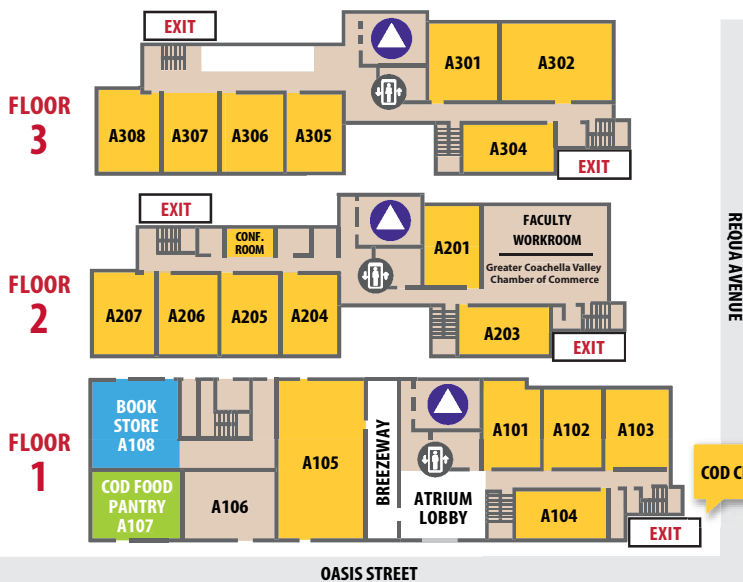 EXIT
A301
A302
FLOOR
3
A308
A307
A306
A305
A304
EXIT
EXIT
CONF.
ROOM
A201
FACULTY
WORKROOM
Greater Coachella Valley
Chamber of Commerce
FLOOR
2
A207
A206
A205
A204
A203
EXIT
REQUA AVENUE
FLOOR
1
BOOK
STORE
A108
COD FOOD
PANTRY
A107
A106
A105
BREEZEWAY
ATRIUM
LOBBY
A101
A102
A103
A104
EXIT
COD
OASIS STREET